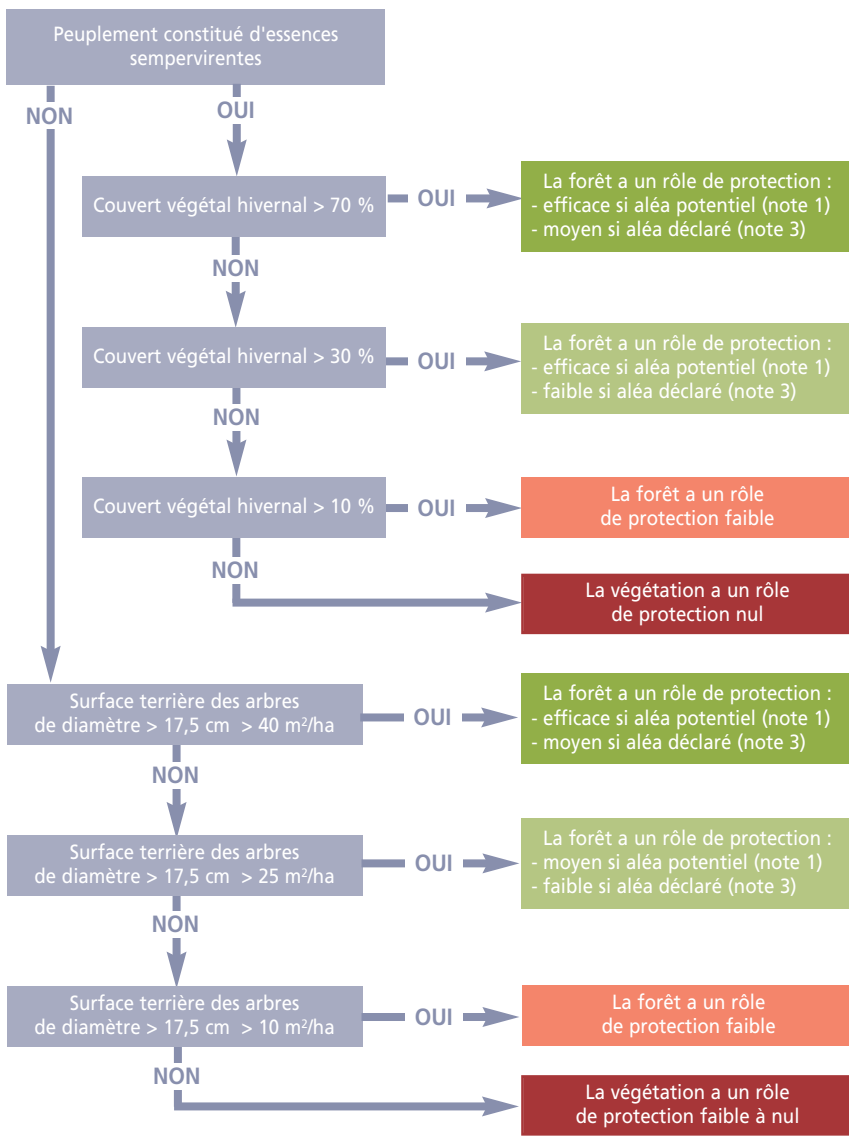 Peuplement constitué d'essences
sempervirentes
NON
OUI
Couvert végétal hivernal > 70 %
OUI
La forêt a un rôle de protection :
- efficace si aléa potentiel (note 1)
- moyen si aléa déclaré (note 3)
NON
Couvert végétal hivernal > 30 %
OUI
La forêt a un rôle de protection :
- efficace si aléa potentiel (note 1)
- faible si aléa déclaré (note 3)
NON
Couvert végétal hivernal > 10 %
OUI
La forêt a un rôle
de protection faible
NON
La végétation a un rôle
de protection nul
Surface terrière des arbres
de diamètre > 17,5 cm > 40 m²/ha
OUI
La forêt a un rôle de protection :
- efficace si aléa potentiel (note 1)
- moyen si aléa déclaré (note 3)
NON
Surface terrière des arbres
de diamètre > 17,5 cm > 25 m²/ha
OUI
La forêt a un rôle de protection :
- moyen si aléa potentiel (note 1)
- faible si aléa déclaré (note 3)
NON
Surface terrière des arbres
de diamètre > 17,5 cm > 10 m²/ha
OUI
La forêt a un rôle
de protection faible
NON
La végétation a un rôle
de protection faible à nul